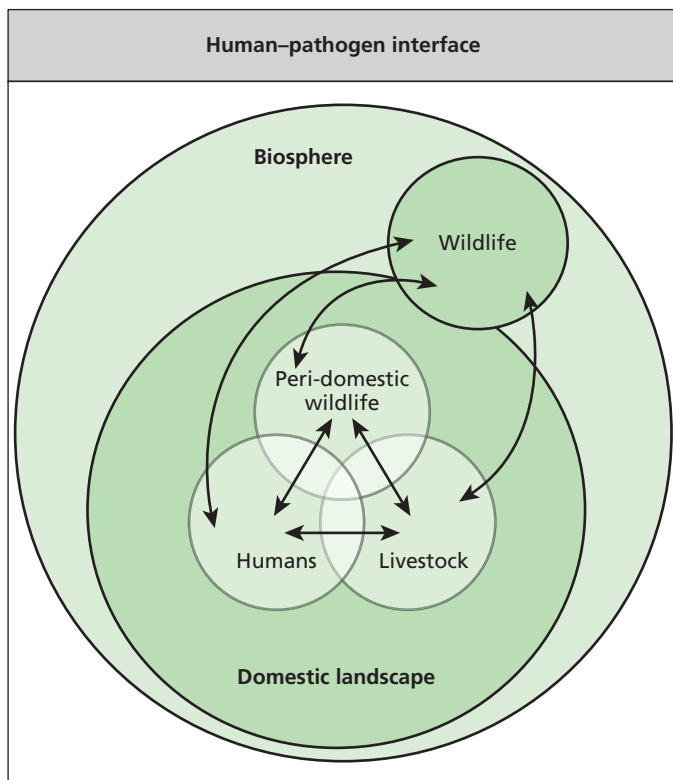 Human–pathogen interface
Biosphere
Wildlife
Peri-domestic
wildlife
Humans
Livestock
Domestic landscape